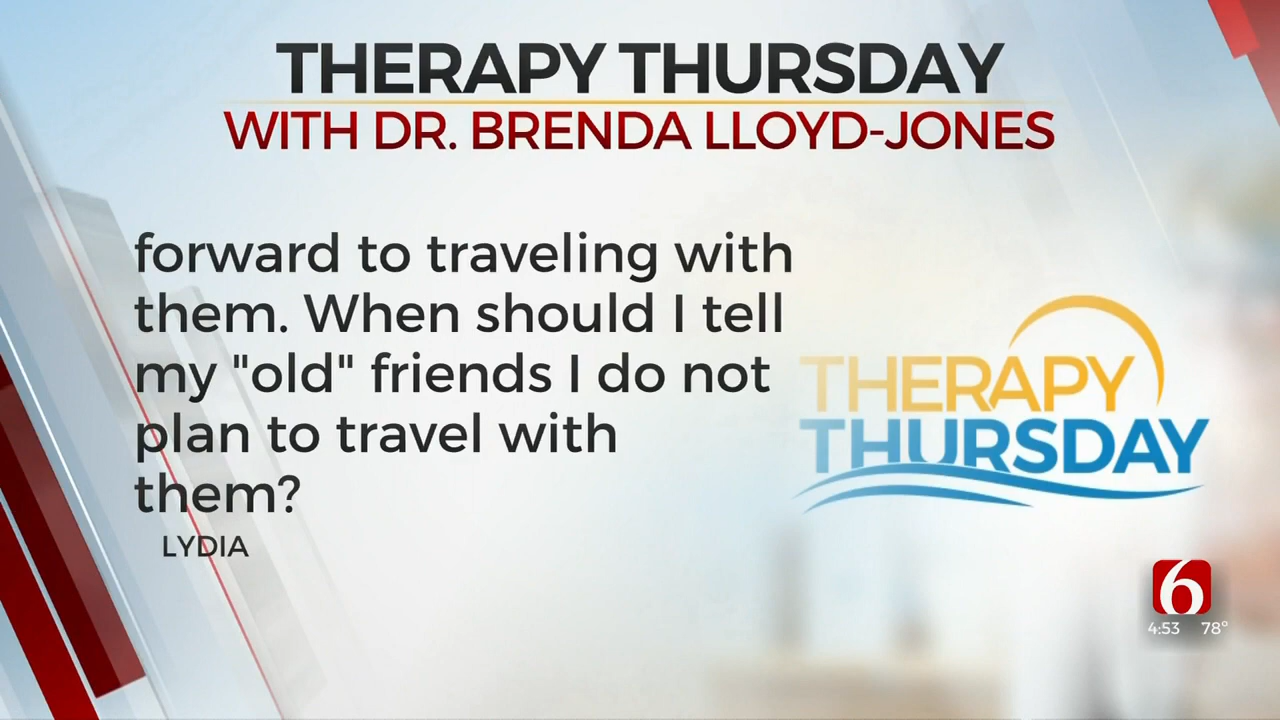 THERAPY THURSDAY
WITH DR. BRENDA LLOYD-JONES
forward to traveling with
them. When should I tell
my "old" friends I do not
plan to travel with
them?
LYDIA
THERAPY
THURSDAY
6
4:53 78°